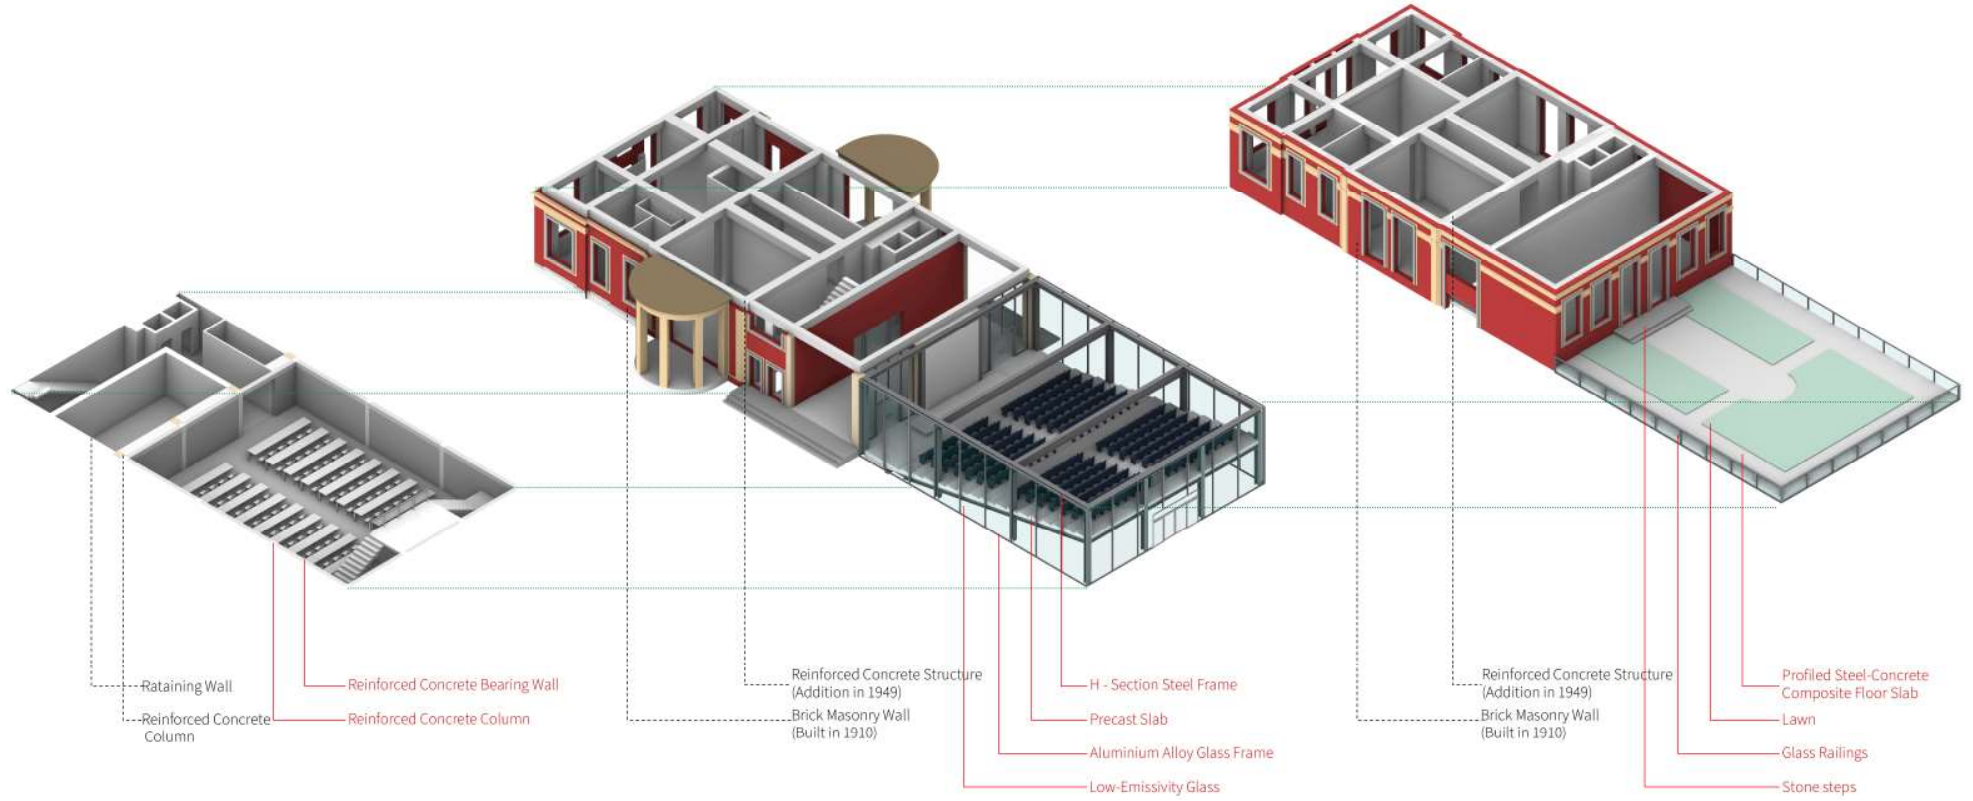 Rataining Wall
Reinforced Concrete
Column
Reinforced Concrete Bearing Wall
Reinforced Concrete Column
Reinforced Concrete Structure
(Addition in 1949)
Brick Masonry Wall
(Built in 1910)
H - Section Steel Frame
Precast Slab
Aluminium Alloy Glass Frame
Low-Emissivity Glass
Reinforced Concrete Structure
(Addition in 1949)
Brick Masonry Wall
(Built in 1910)
Profiled Steel-Concrete
Composite Floor Slab
Lawn
Glass Railings
Stone steps